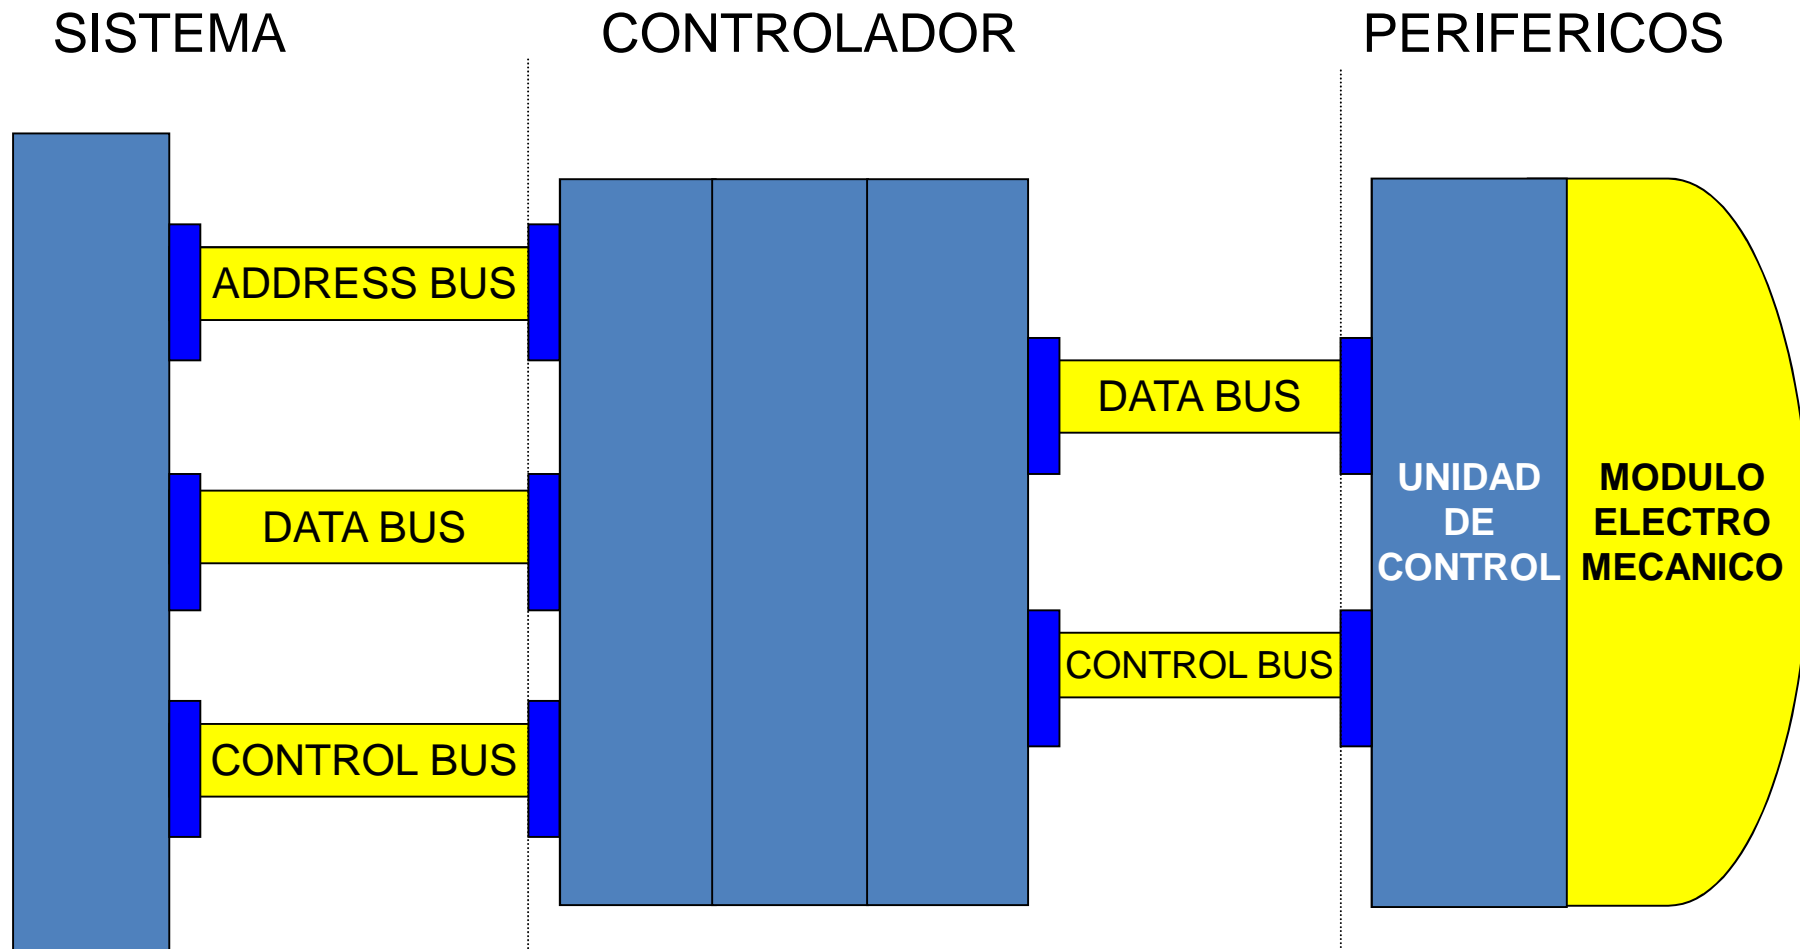 SISTEMA
CONTROLADOR
PERIFERICOS
ADDRESS BUS
DATA BUS
CONTROL BUS
DATA BUS
CONTROL BUS
UNIDAD
DE
CONTROL
MODULO
ELECTRO
MECANICO